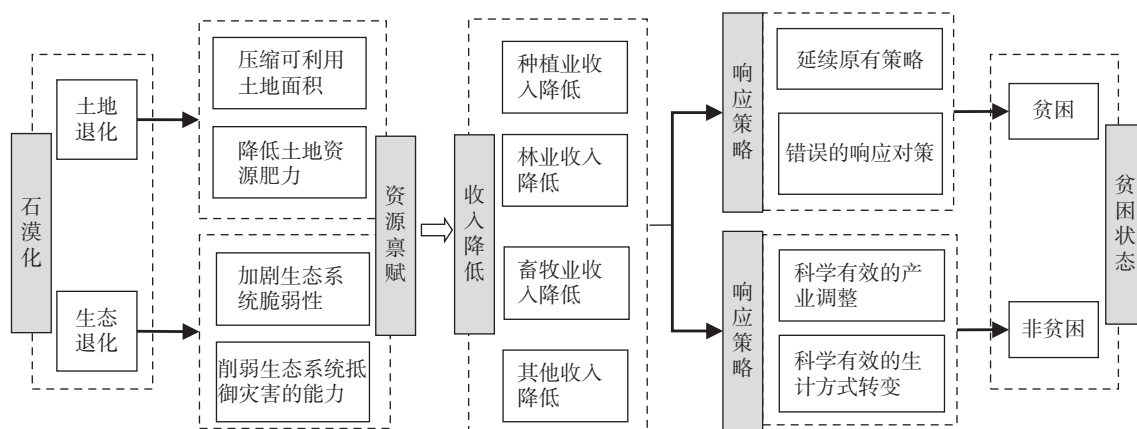 石漠化
土地
退化
生态
退化
压缩可利用
土地面积
降低土地资
源肥力
加剧生态系
统脆弱性
削弱生态系统抵
御灾害的能力
资源禀赋
收入降低
种植业收
入降低
林业收入
降低
畜牧业收
入降低
其他收入
降低
响应策略
延续原有策略
错误的响应对策
响应策略
科学有效的产
业调整
科学有效的生
计方式转变
贫困
非贫困
贫困状态